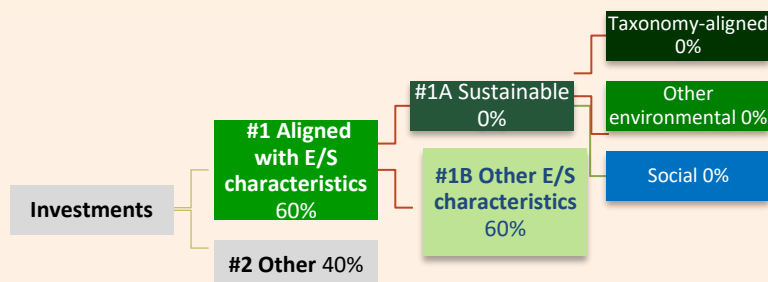 Investments
#1 Aligned
with E/S
characteristics
60%
#2 Other 40%
#1A Sustainable
0%
#1B Other E/S
characteristics
60%
Taxonomy-aligned
0%
Other
environmental 0%
Social 0%